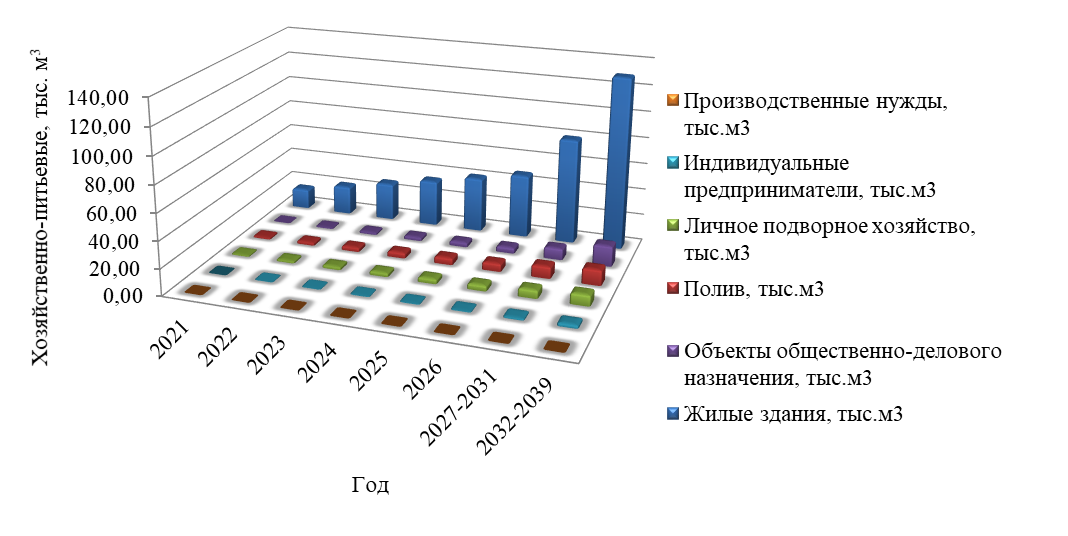 Хозяйственно-питьевые, тыс. м³
140,00
120,00
100,00
80,00
60,00
40,00
20,00
0,00
2021
2022
2023
2024
2025
2026
2027-2031
2032-2039
Год
Производственные нужды,
тыс.м3
Индивидуальные
предприниматели, тыс.м3
Личное подворное хозяйство,
тыс.м3
Полив, тыс.м3
Объекты общественно-делового
назначения, тыс.м3
Жилые здания, тыс.м3